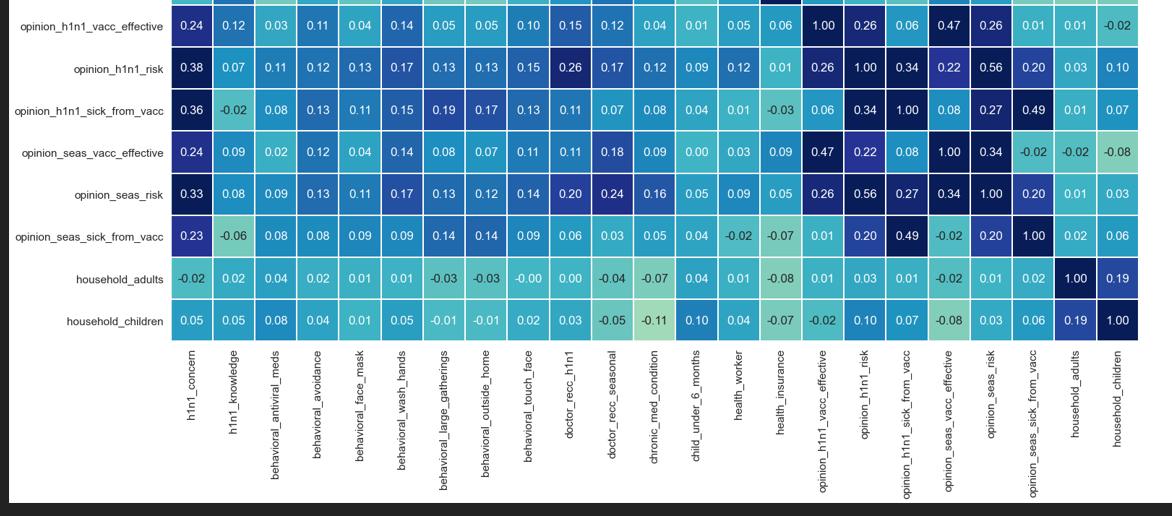 opinion_h1n1_vacc_effective 0.24 0.12 0.03 0.11 0.04 0.14 0.05 0.05 0.10 0.15 0.12 0.04 0.01 0.05 0.06 1.00 0.26 0.06 0.47 0.26 0.01 0.01 -0.02
opinion_h1n1_risk 0.38 0.07 0.11 0.12 0.13 0.17 0.13 0.13 0.15 0.26 0.17 0.12 0.09 0.12 0.01 0.26 1.00 0.34 0.22 0.56 0.20 0.03 0.10
opinion_h1n1_sick_from_vacc 0.36 -0.02 0.08 0.13 0.11 0.15 0.19 0.17 0.13 0.11 0.07 0.08 0.04 0.01 -0.03 0.06 0.34 1.00 0.08 0.27 0.49 0.01 0.07
opinion_seas_vacc_effective 0.24 0.09 0.02 0.12 0.04 0.14 0.08 0.07 0.11 0.11 0.18 0.09 0.00 0.03 0.09 0.47 0.22 0.08 1.00 0.34 -0.02 -0.02 -0.08
opinion_seas_risk 0.33 0.08 0.09 0.13 0.11 0.17 0.13 0.12 0.14 0.20 0.24 0.16 0.05 0.09 0.05 0.26 0.56 0.27 0.34 1.00 0.20 0.01 0.03
opinion_seas_sick_from_vacc 0.23 -0.06 0.08 0.08 0.09 0.09 0.14 0.14 0.09 0.06 0.03 0.05 0.04 -0.02 -0.07 0.01 0.20 0.49 -0.02 0.20 1.00 0.02 0.06
household_adults -0.02 0.02 0.04 0.02 0.01 0.01 -0.03 -0.03 -0.00 0.00 -0.04 -0.07 0.04 0.01 -0.08 0.01 0.03 0.01 -0.02 0.01 0.02 1.00 0.19
household_children 0.05 0.05 0.08 0.04 0.01 0.05 -0.01 -0.01 0.02 0.03 -0.05 -0.11 0.10 0.04 -0.07 -0.02 0.10 0.07 -0.08 0.03 0.06 0.19 1.00
h1n1_concern
h1n1_knowledge
behavioral_antiviral_meds
behavioral_avoidance
behavioral_face_mask
behavioral_wash_hands
behavioral_large_gatherings
behavioral_outside_home
behavioral_touch_face
doctor_recc_h1n1
doctor_recc_seasonal
chronic_med_condition
child_under_6_months
health_worker
health_insurance
opinion_h1n1_vacc_effective
opinion_h1n1_risk
opinion_h1n1_sick_from_vacc
opinion_seas_vacc_effective
opinion_seas_risk
opinion_seas_sick_from_vacc
household_adults
household_children